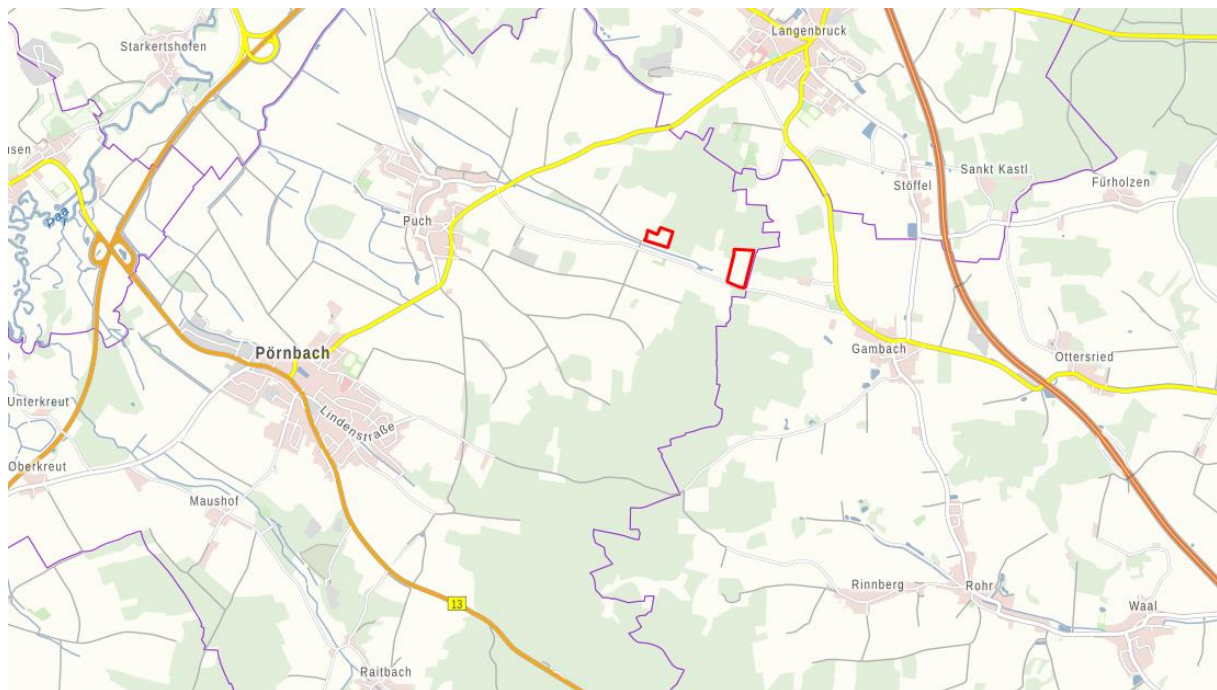 Langenbruck
Starkertshofen
usen
Sankt Kastl
Fürholzen
Stöffel
Paar
Puch
Pörnbach
Gambach
Ottersried
Unterkreut
Lindenstraße
Oberkreut
Maushof
Rinnberg
Rohr
13
Waal
Raitbach